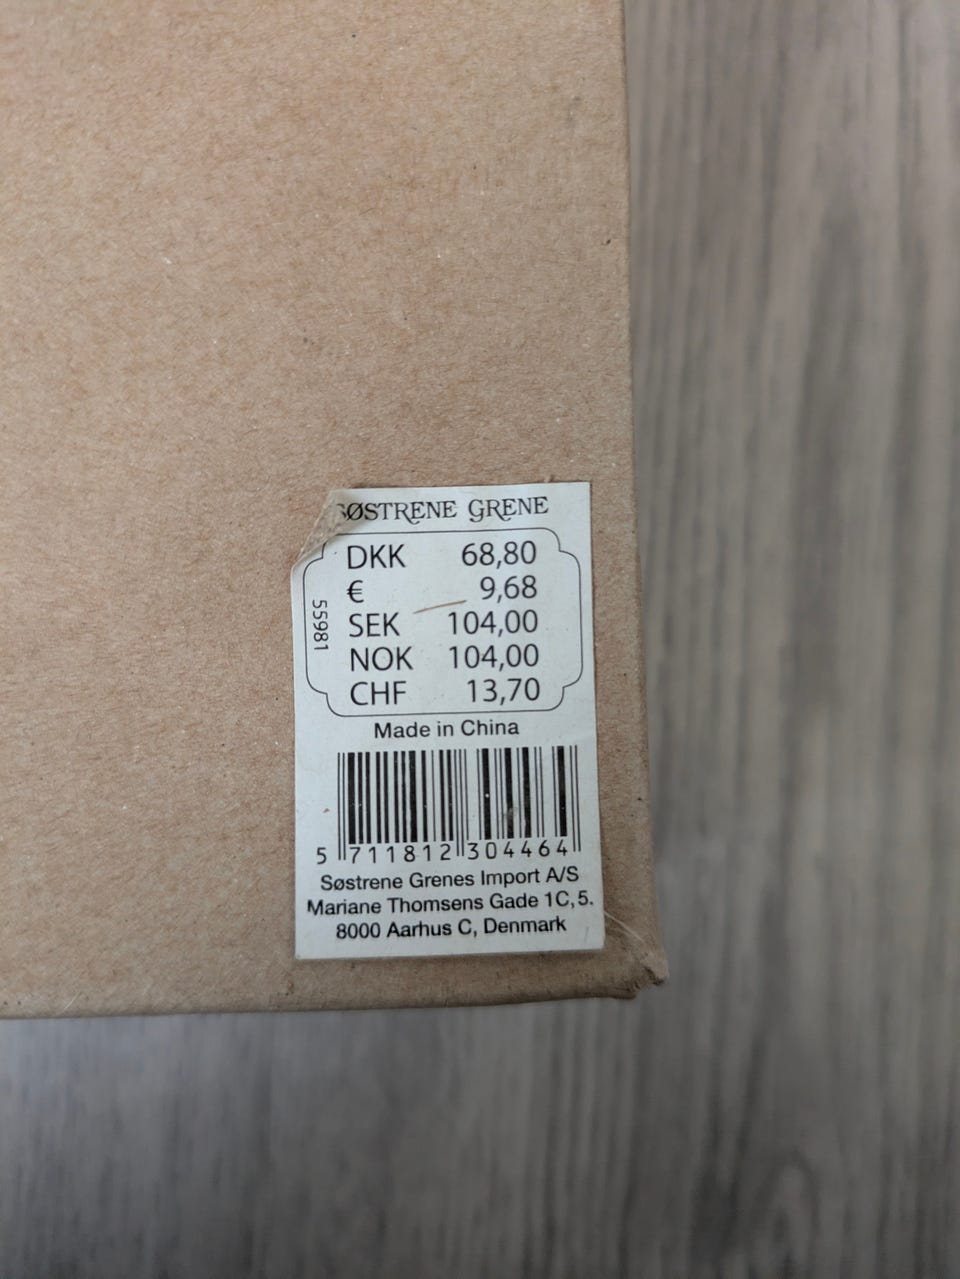 SØSTRENE GRENE
DKK 68,80
€ 9,68
SEK 104,00
NOK 104,00
CHF 13,70
55981
Made in China
5 711812 304464
Søstrene Grenes Import A/S
Mariane Thomsens Gade 1C, 5.
8000 Aarhus C, Denmark